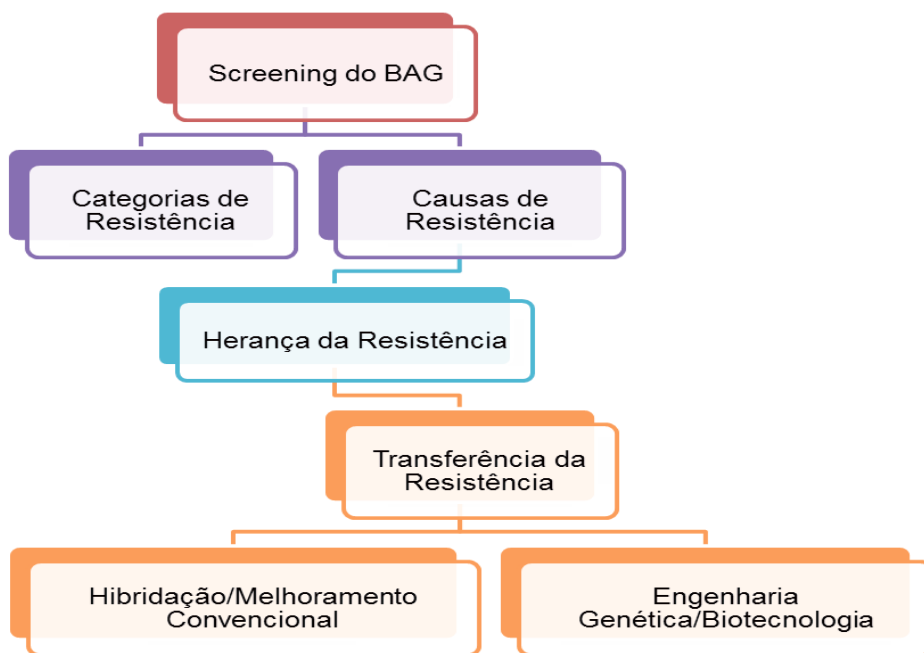 Screening do BAG
Categorias de
Resistência
Causas de
Resistência
Herança da Resistência
Transferência da
Resistência
Hibridação/Melhoramento
Convencional
Engenharia
Genética/Biotecnologia